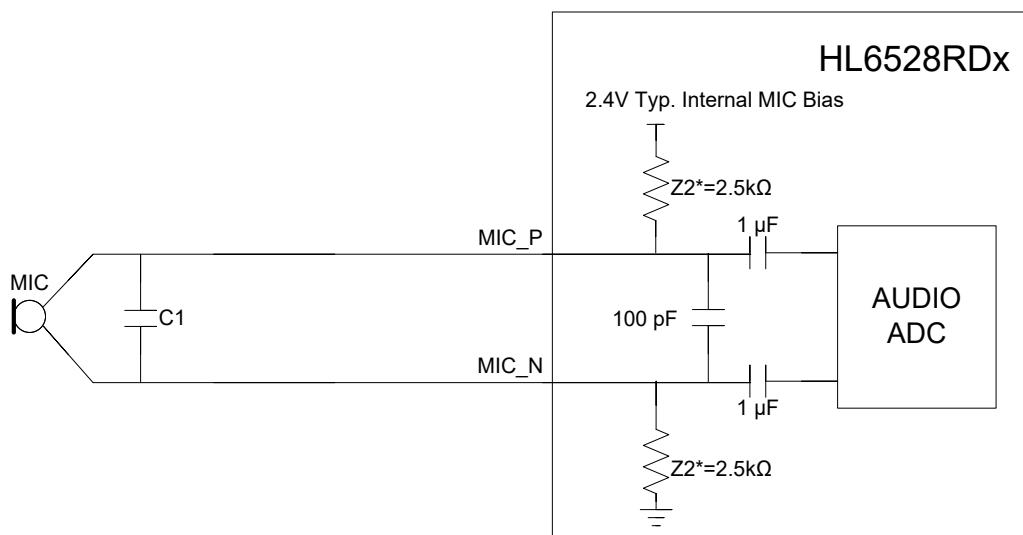 HL6528RDx
2.4V Typ. Internal MIC Bias
Z2*=2.5kΩ
1 µF
MIC_P
MIC
C1
100 pF
AUDIO
ADC
MIC_N
1 µF
Z2*=2.5kΩ